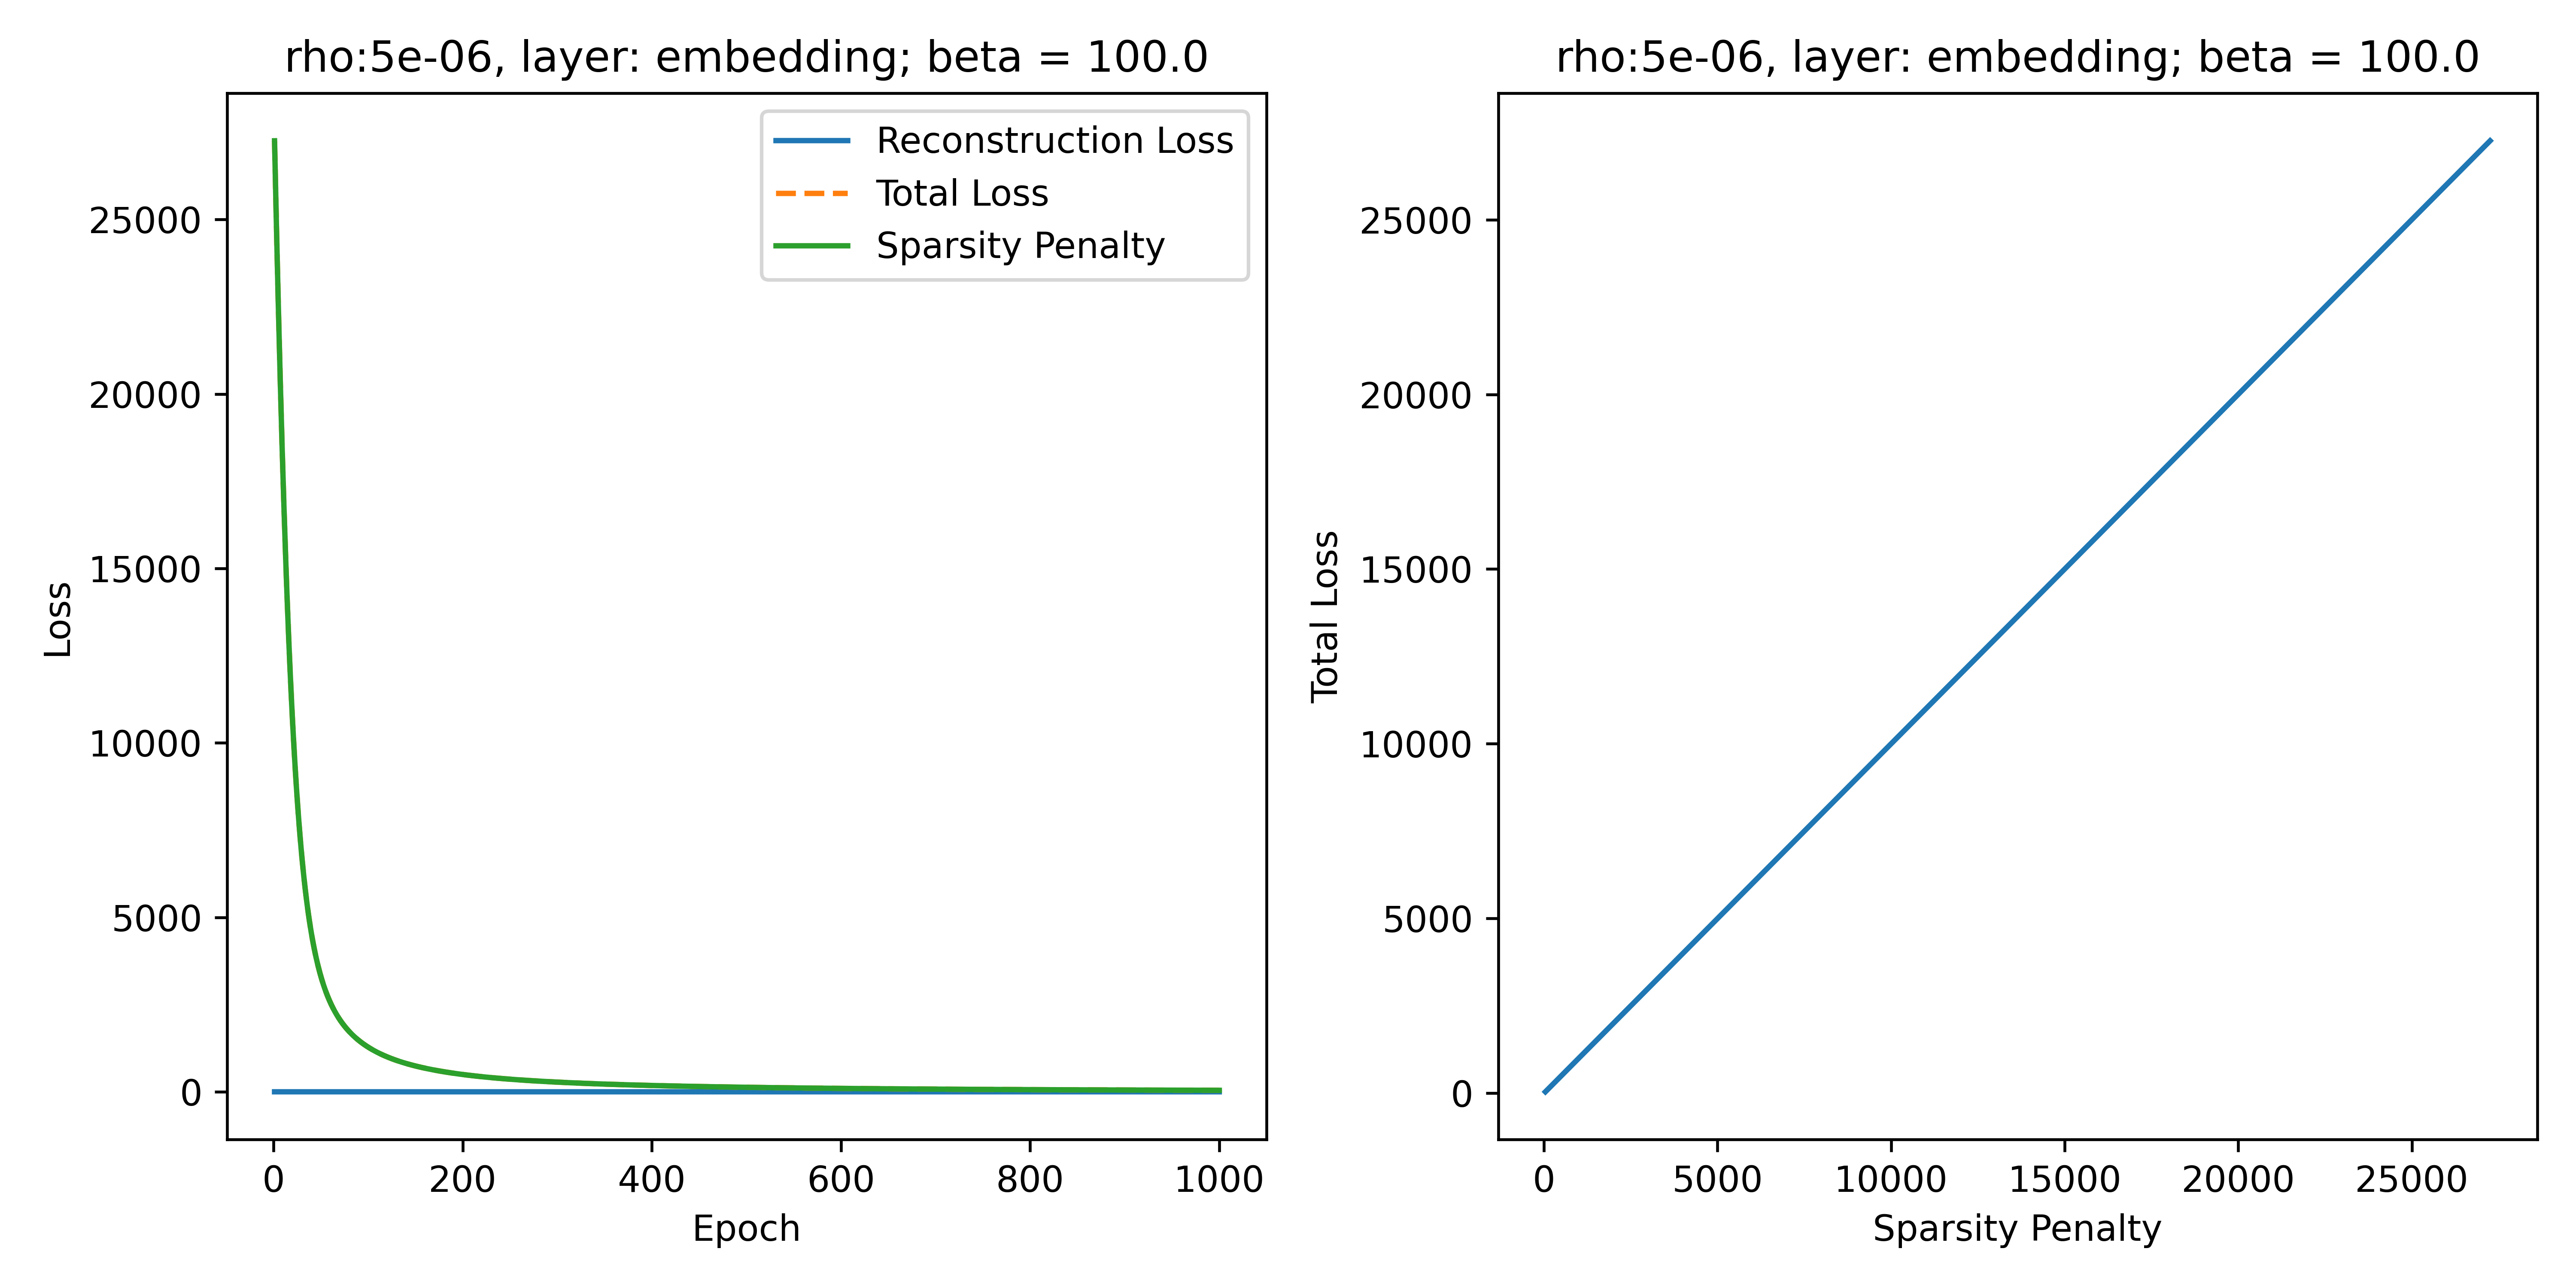 rho:5e-06, layer: embedding; beta = 100.0
Reconstruction Loss
Total Loss
Sparsity Penalty
25000
20000
15000
10000
5000
0
Loss
0 200 400 600 800 1000
Epoch
rho:5e-06, layer: embedding; beta = 100.0
25000
20000
15000
10000
5000
0
Total Loss
0 5000 10000 15000 20000 25000
Sparsity Penalty